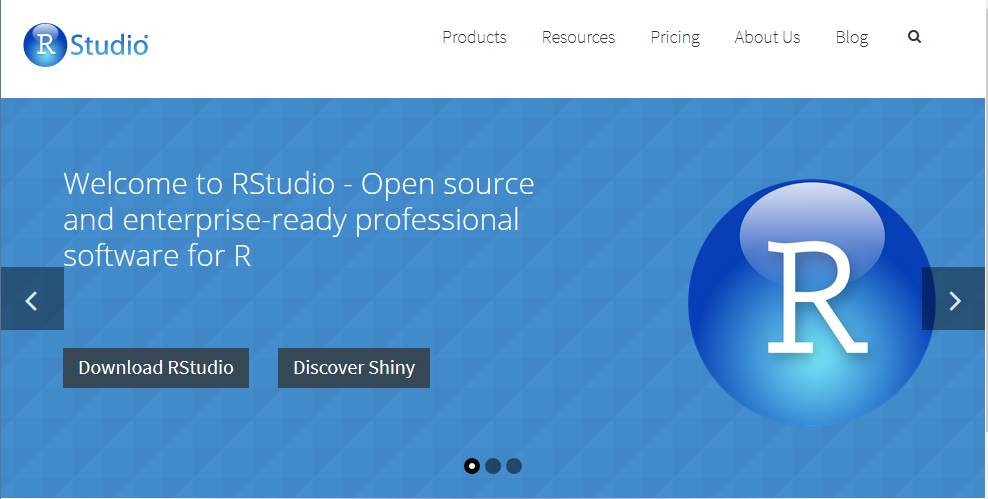 RStudio®
Products Resources Pricing About Us Blog
Welcome to RStudio - Open source
and enterprise-ready professional
software for R
R
Download RStudio Discover Shiny